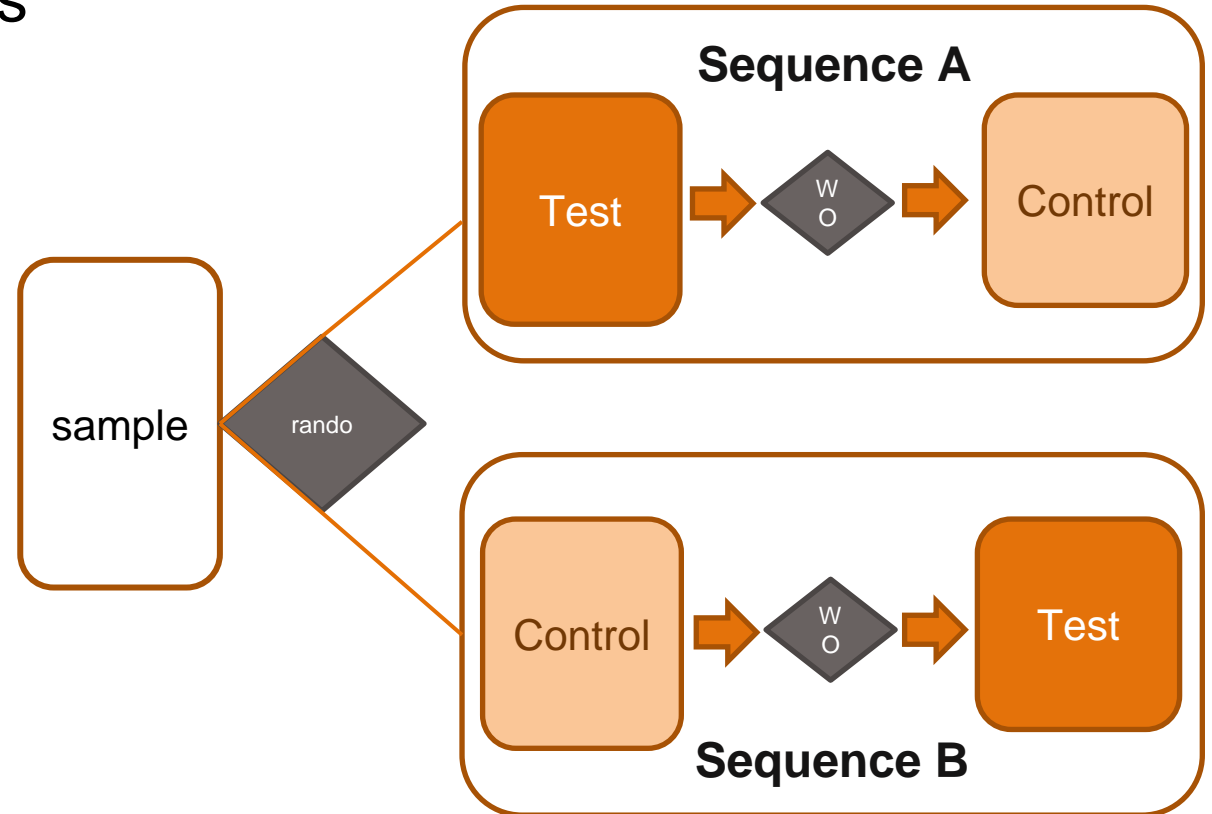 s
Sequence A
Test
W
O
Control
sample
rando
Control
W
O
Test
Sequence B